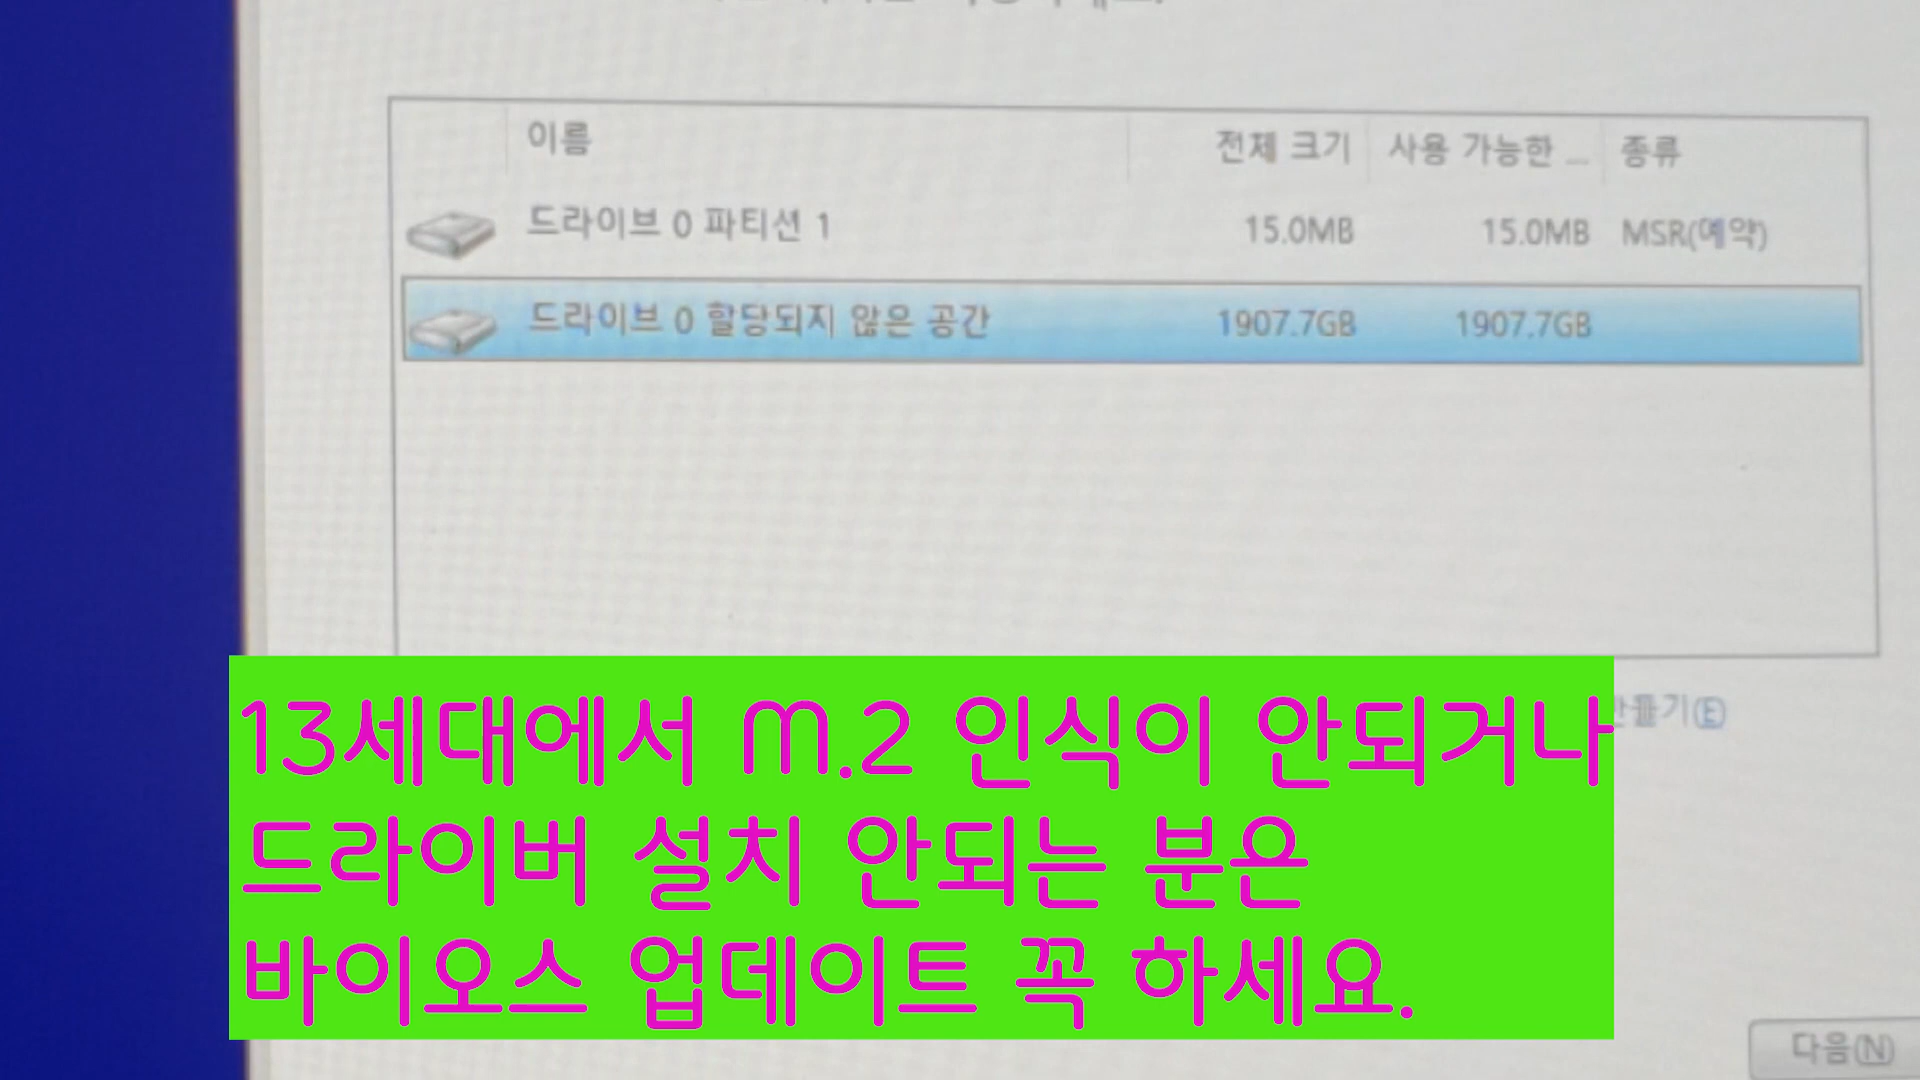 이름 전체 크기 사용 가능한 ... 종류
드라이브 0 파티션 1 15.0MB 15.0MB MSR(예약)
드라이브 0 할당되지 않은 공간 1907.7GB 1907.7GB
만들기(E)
13세대에서 M.2 인식이 안되거나
드라이버 설치 안되는 분은
바이오스 업데이트 꼭 하세요.
다음(N)